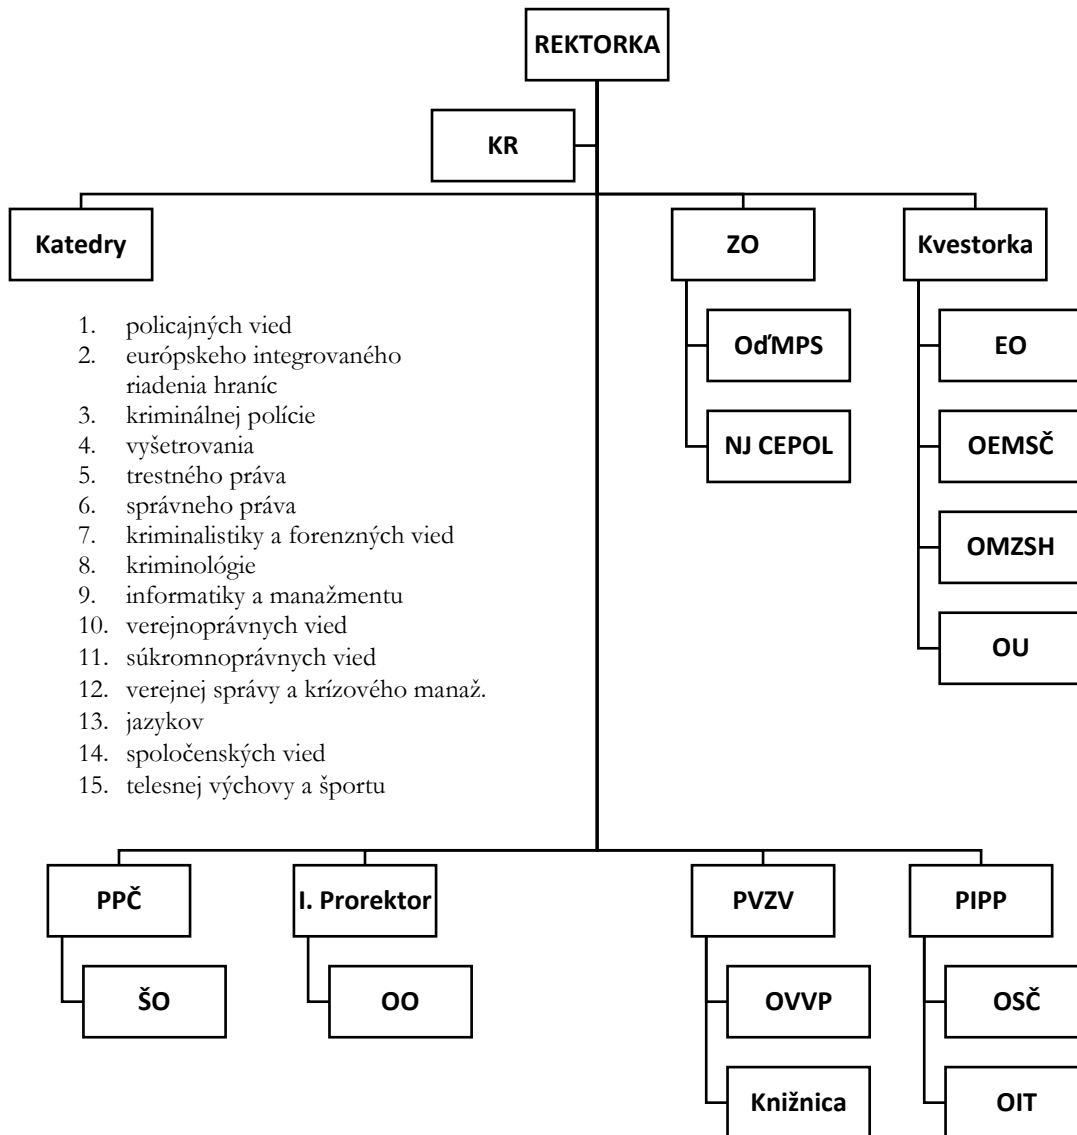 REKTORKA
KR
Katedry
ZO
Kvestorka
1. policajných vied
2. európskeho integrovaného
riadenia hraníc
3. kriminálnej polície
4. vyšetrovania
5. trestného práva
6. správneho práva
7. kriminalistiky a forenzných vied
8. kriminológie
9. informatiky a manažmentu
10. verejnoprávnych vied
11. súkromnoprávnych vied
12. verejnej správy a krízového manaž.
13. jazykov
14. spoločenských vied
15. telesnej výchovy a športu
OďMPS
NJ CEPOL
EO
OEMSČ
OMZSH
OU
PPČ
I. Prorektor
PVZV
PIPP
ŠO
OO
OVVP
OSČ
Knižnica
OIT